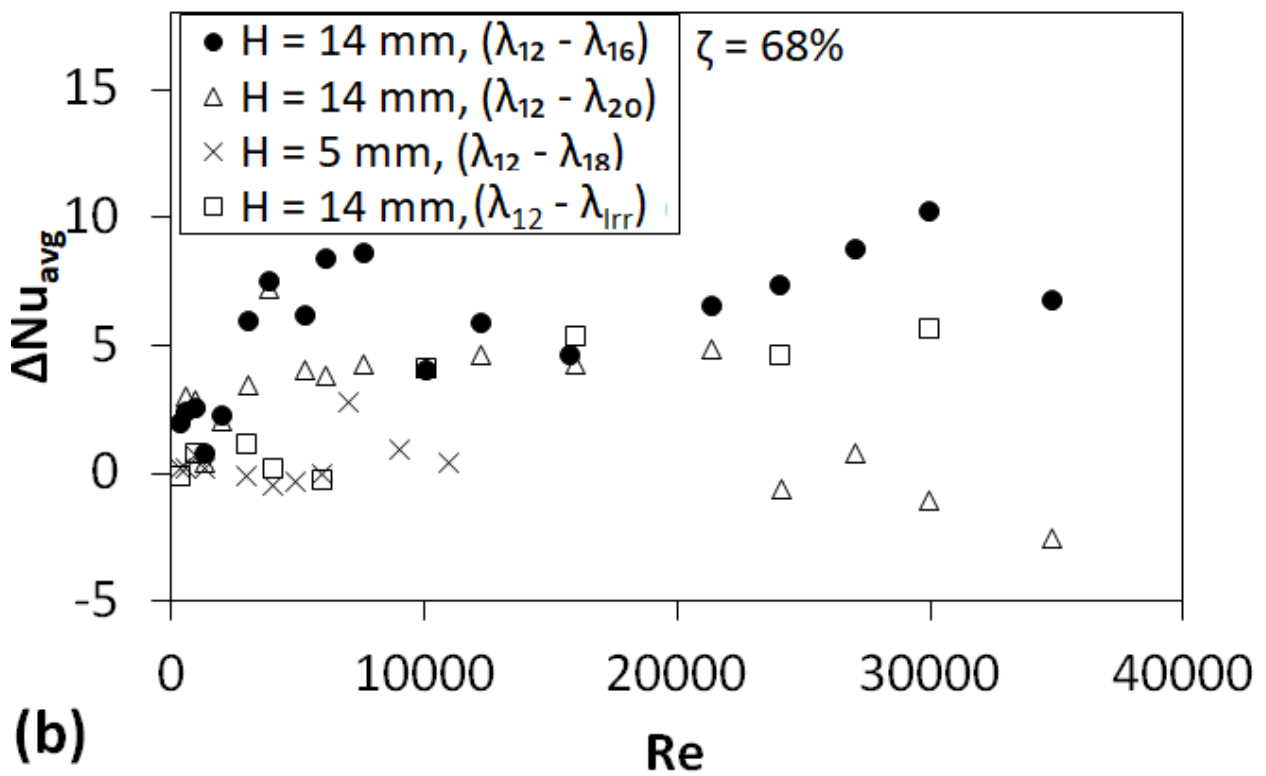 H = 14 mm, (λ₁₂ - λ₁₆)
ζ = 68%
H = 14 mm, (λ₁₂ - λ₂₀)
H = 5 mm, (λ₁₂ - λ₁₈)
H = 14 mm, (λ₁₂ - λIrr)
15
10
5
0
-5
ΔNuavg
0 10000 20000 30000 40000
(b)
Re